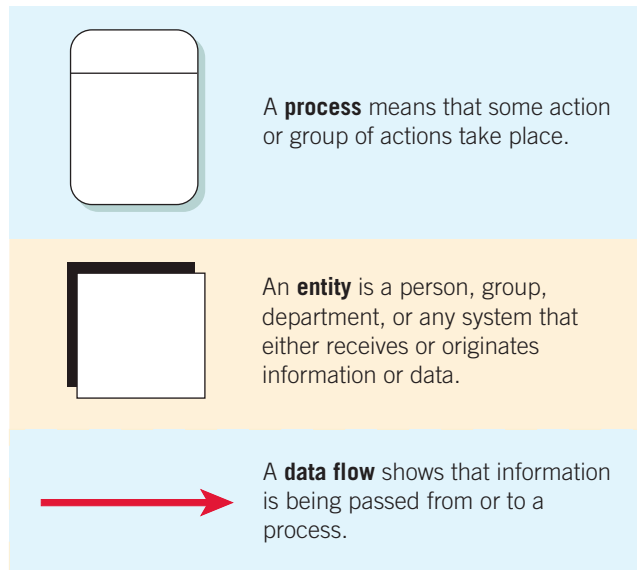 A process means that some action
or group of actions take place.
An entity is a person, group,
department, or any system that
either receives or originates
information or data.
A data flow shows that information
is being passed from or to a
process.